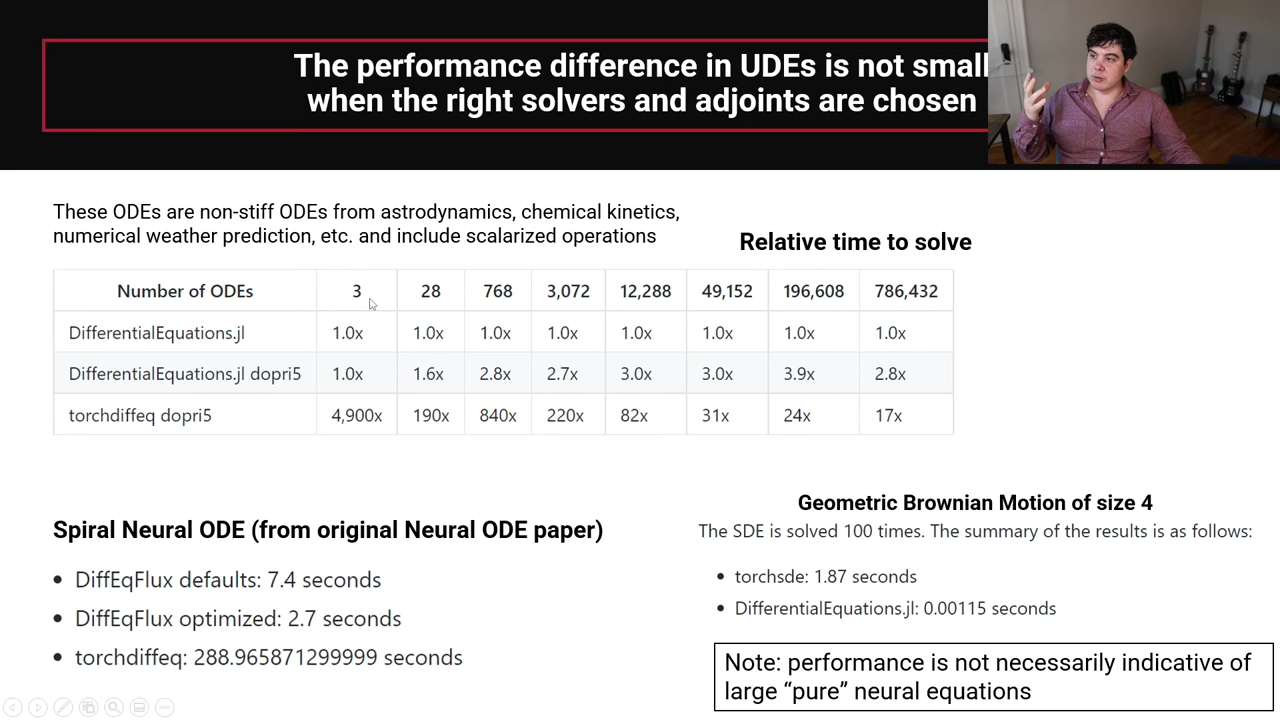 The performance difference in UDEs is not small
when the right solvers and adjoints are chosen
These ODEs are non-stiff ODEs from astrodynamics, chemical kinetics,
numerical weather prediction, etc. and include scalarized operations
Relative time to solve
Number of ODEs 3 28 768 3,072 12,288 49,152 196,608 786,432
DifferentialEquations.jl 1.0x 1.0x 1.0x 1.0x 1.0x 1.0x 1.0x 1.0x
DifferentialEquations.jl dopri5 1.0x 1.6x 2.8x 2.7x 3.0x 3.0x 3.9x 2.8x
torchdiffeq dopri5 4,900x 190x 840x 220x 82x 31x 24x 17x
Spiral Neural ODE (from original Neural ODE paper)
• DiffEqFlux defaults: 7.4 seconds
• DiffEqFlux optimized: 2.7 seconds
• torchdiffeq: 288.965871299999 seconds
Geometric Brownian Motion of size 4
The SDE is solved 100 times. The summary of the results is as follows:
• torchsde: 1.87 seconds
• DifferentialEquations.jl: 0.00115 seconds
Note: performance is not necessarily indicative of
large “pure” neural equations